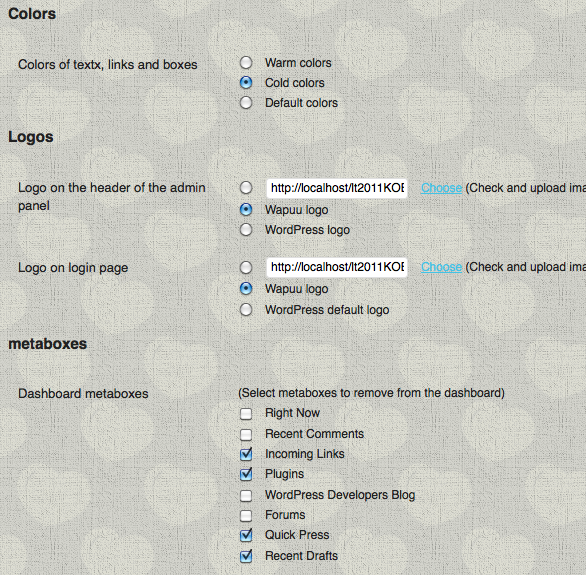 Colors
Colors of textx, links and boxes
Warm colors
Cold colors
Default colors
Logos
Logo on the header of the admin
panel
http://localhost/lt2011KOB Choose (Check and upload ima
Wapuu logo
WordPress logo
Logo on login page
http://localhost/lt2011KOB Choose (Check and upload ima
Wapuu logo
WordPress default logo
metaboxes
Dashboard metaboxes
(Select metaboxes to remove from the dashboard)
Right Now
Recent Comments
Incoming Links
Plugins
WordPress Developers Blog
Forums
Quick Press
Recent Drafts